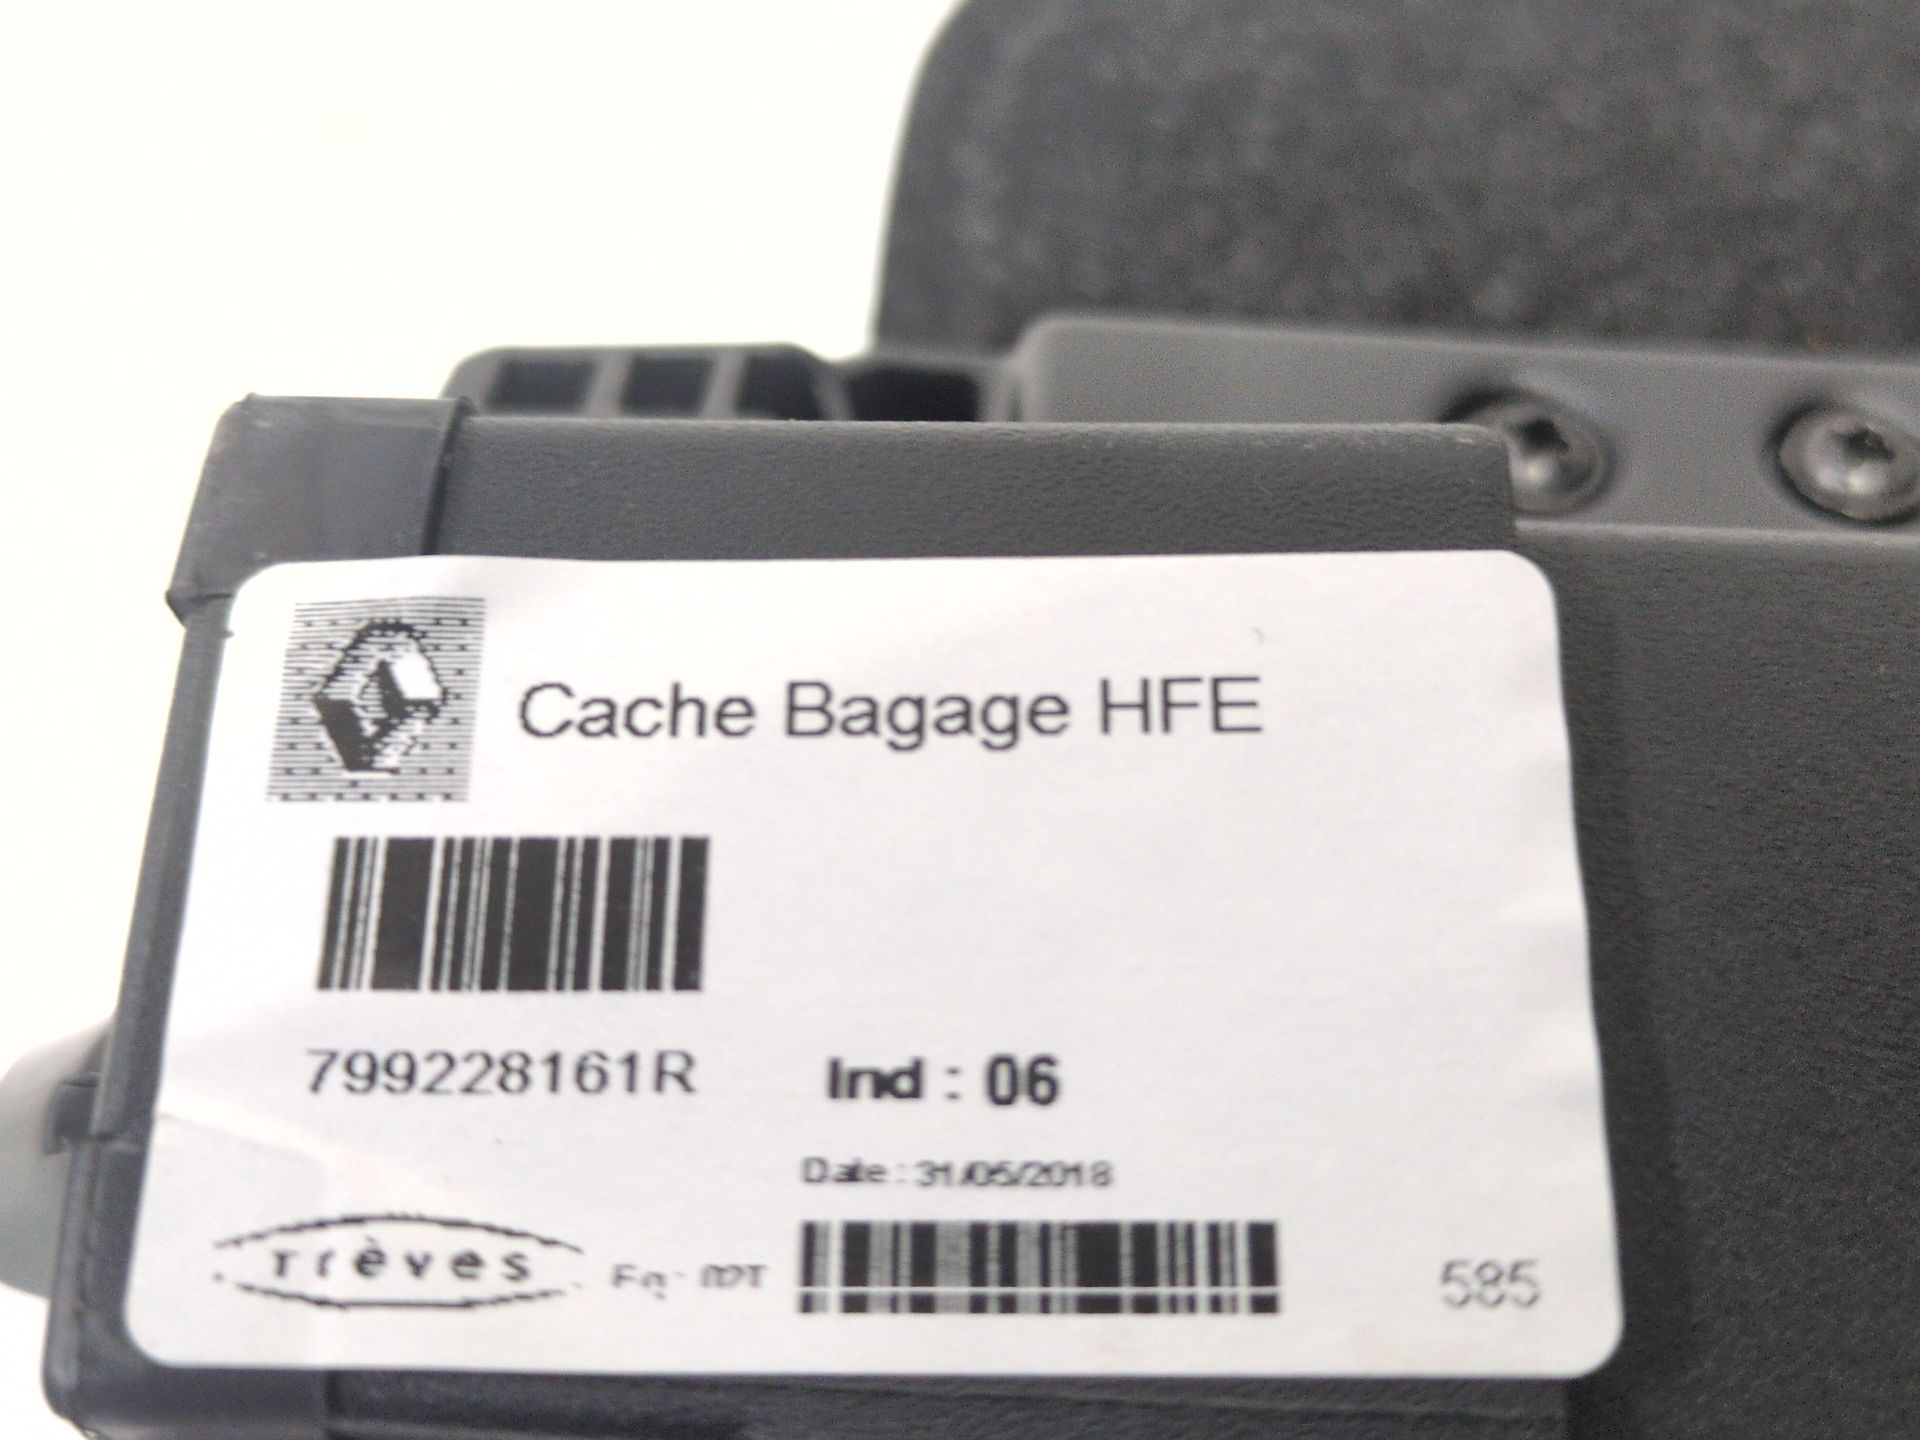 Cache Bagage HFE
799228161R
Ind : 06
Date : 31/05/2018
Trèves
585